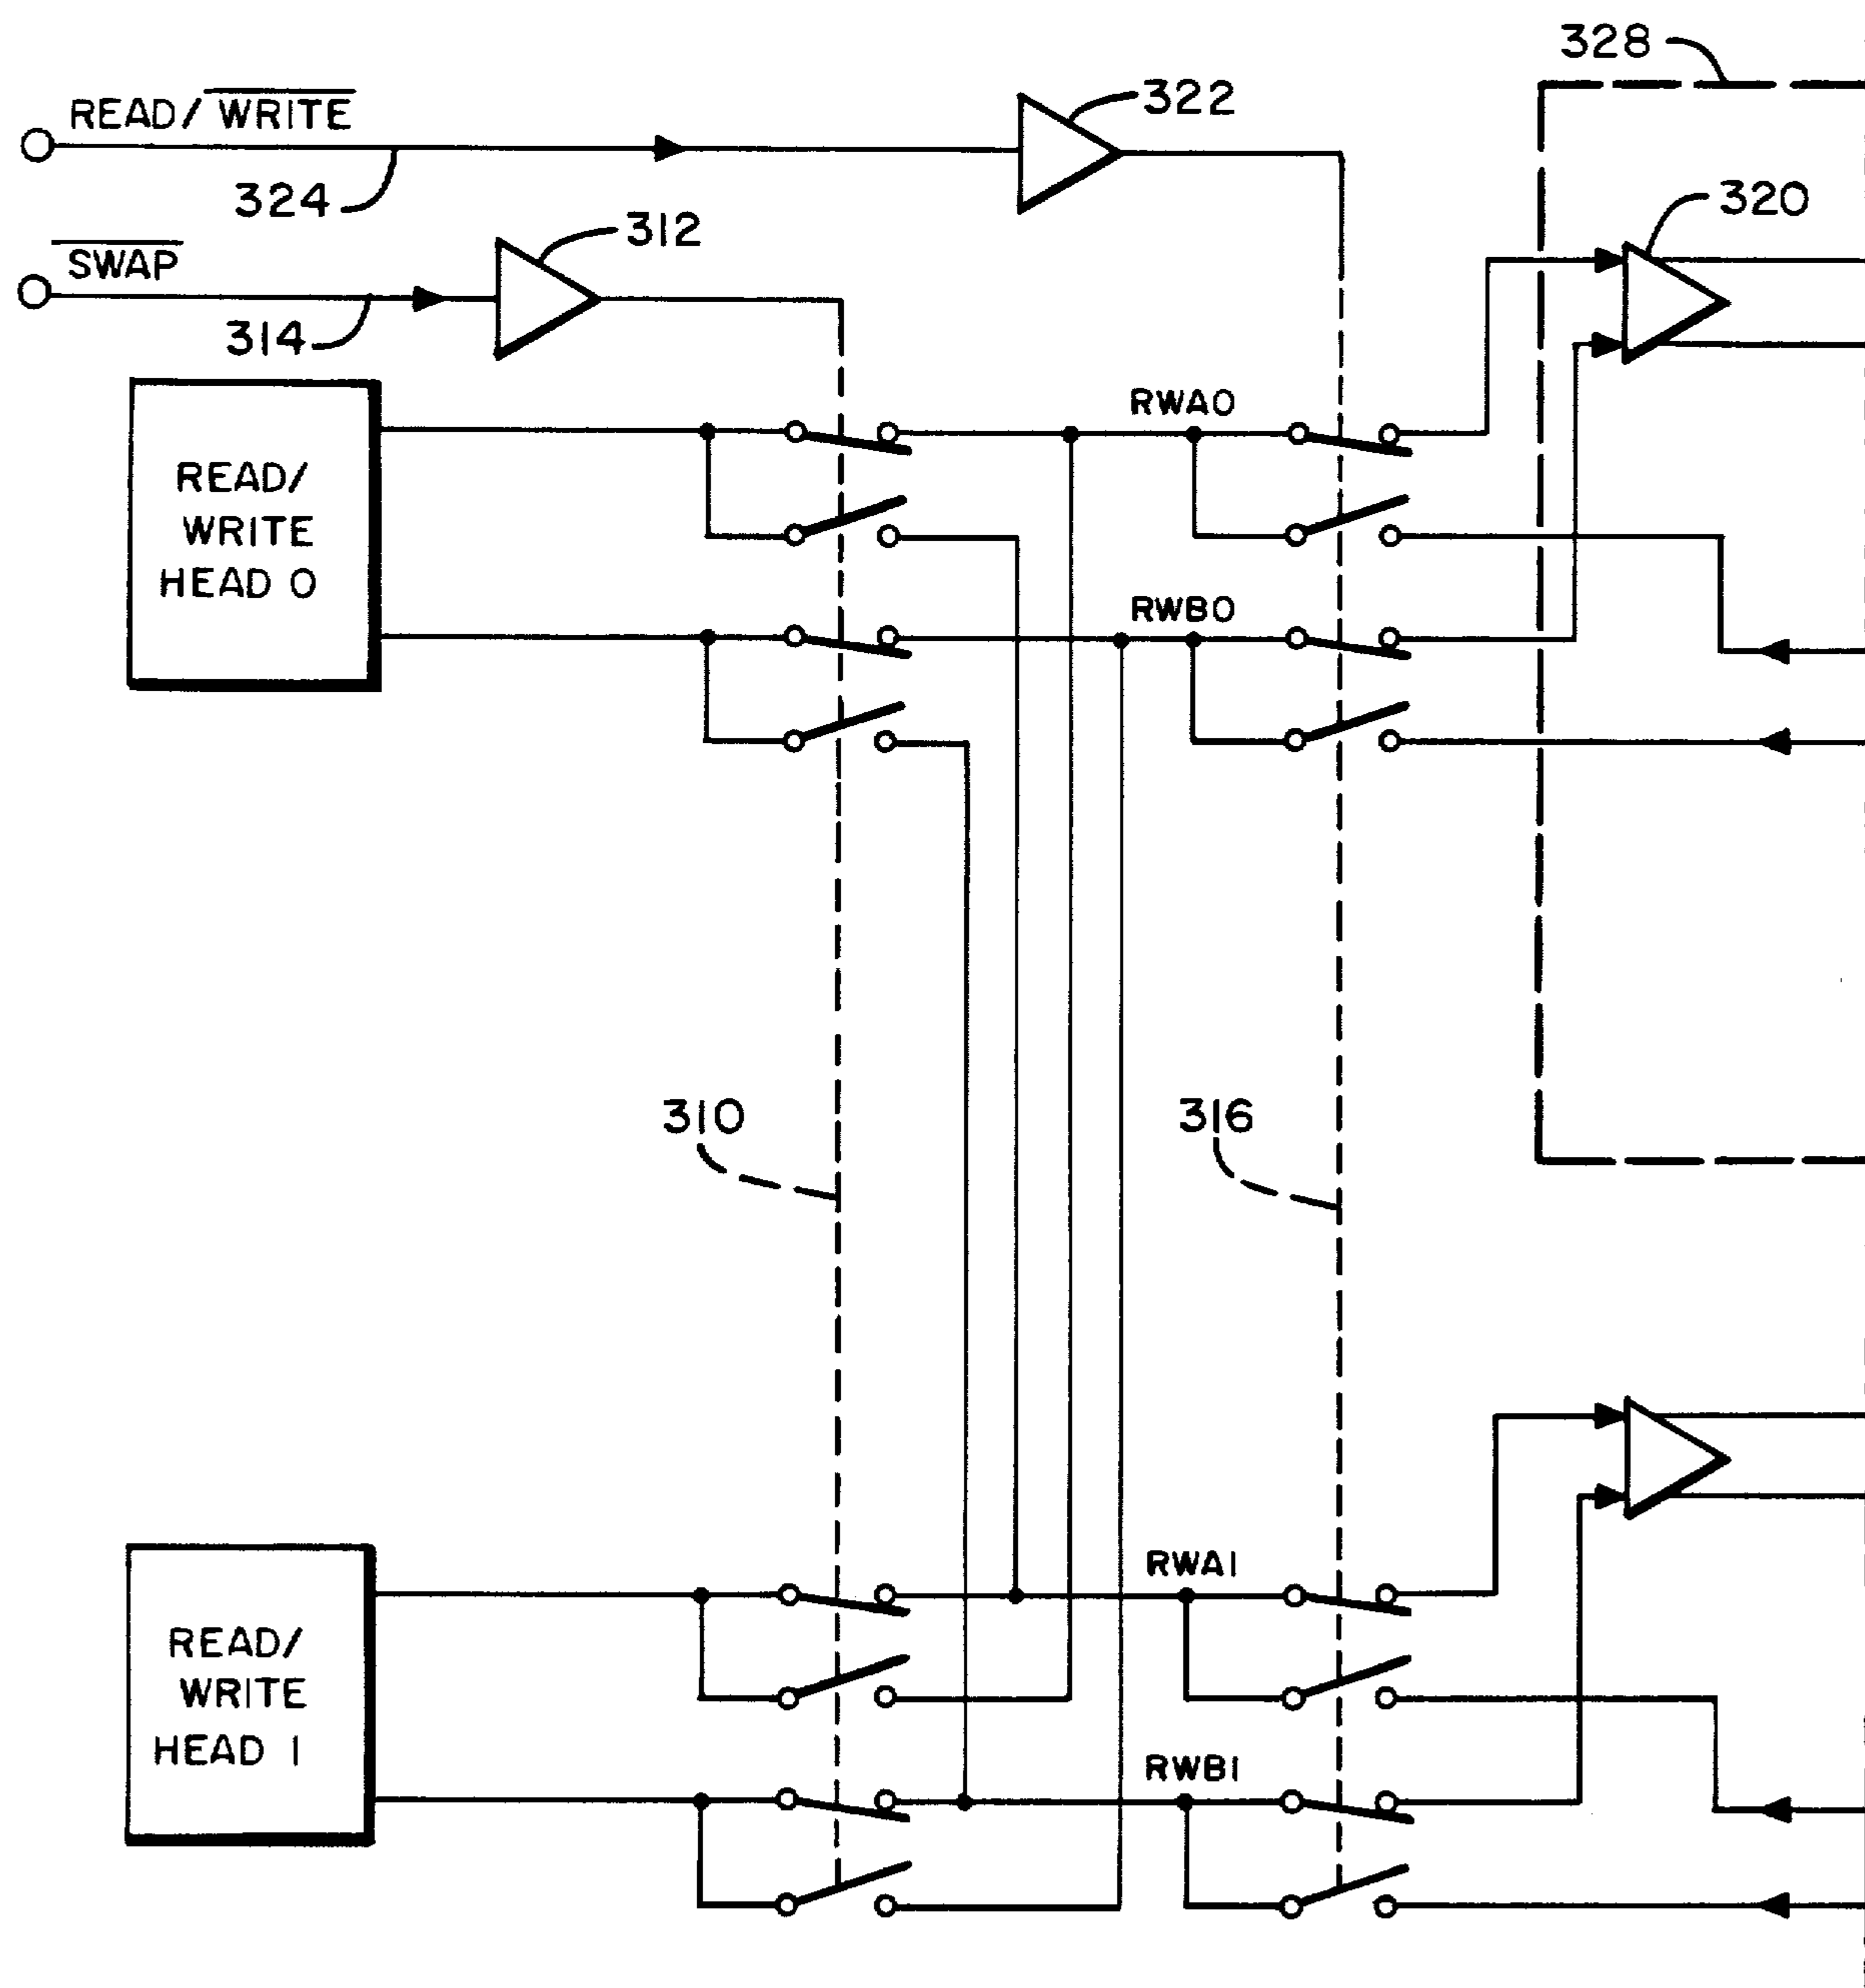 328
READ/WRITE
322
324
320
SWAP
312
314
RWA0
READ/
WRITE
HEAD 0
RWB0
310
316
RWA1
READ/
WRITE
HEAD 1
RWB1